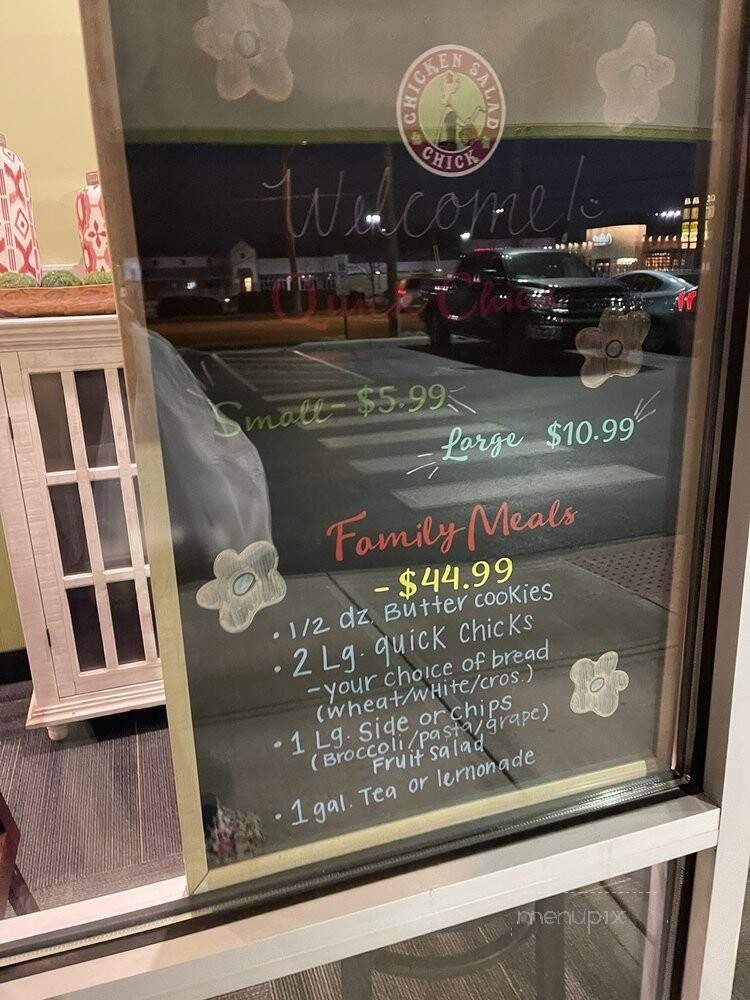 CHICKEN SALAD
CHICK
Welcome!
Quick Chicks
Small - $5.99
Large $10.99
Family Meals
- $44.99
• 1/2 dz. Butter cookies
• 2 Lg. quick chicks
- your choice of bread
(wheat/white/cros.)
• 1 Lg. Side or chips
(Broccoli/pasta/grape)
Fruit salad
• 1 gal. Tea or lemonade
menupix